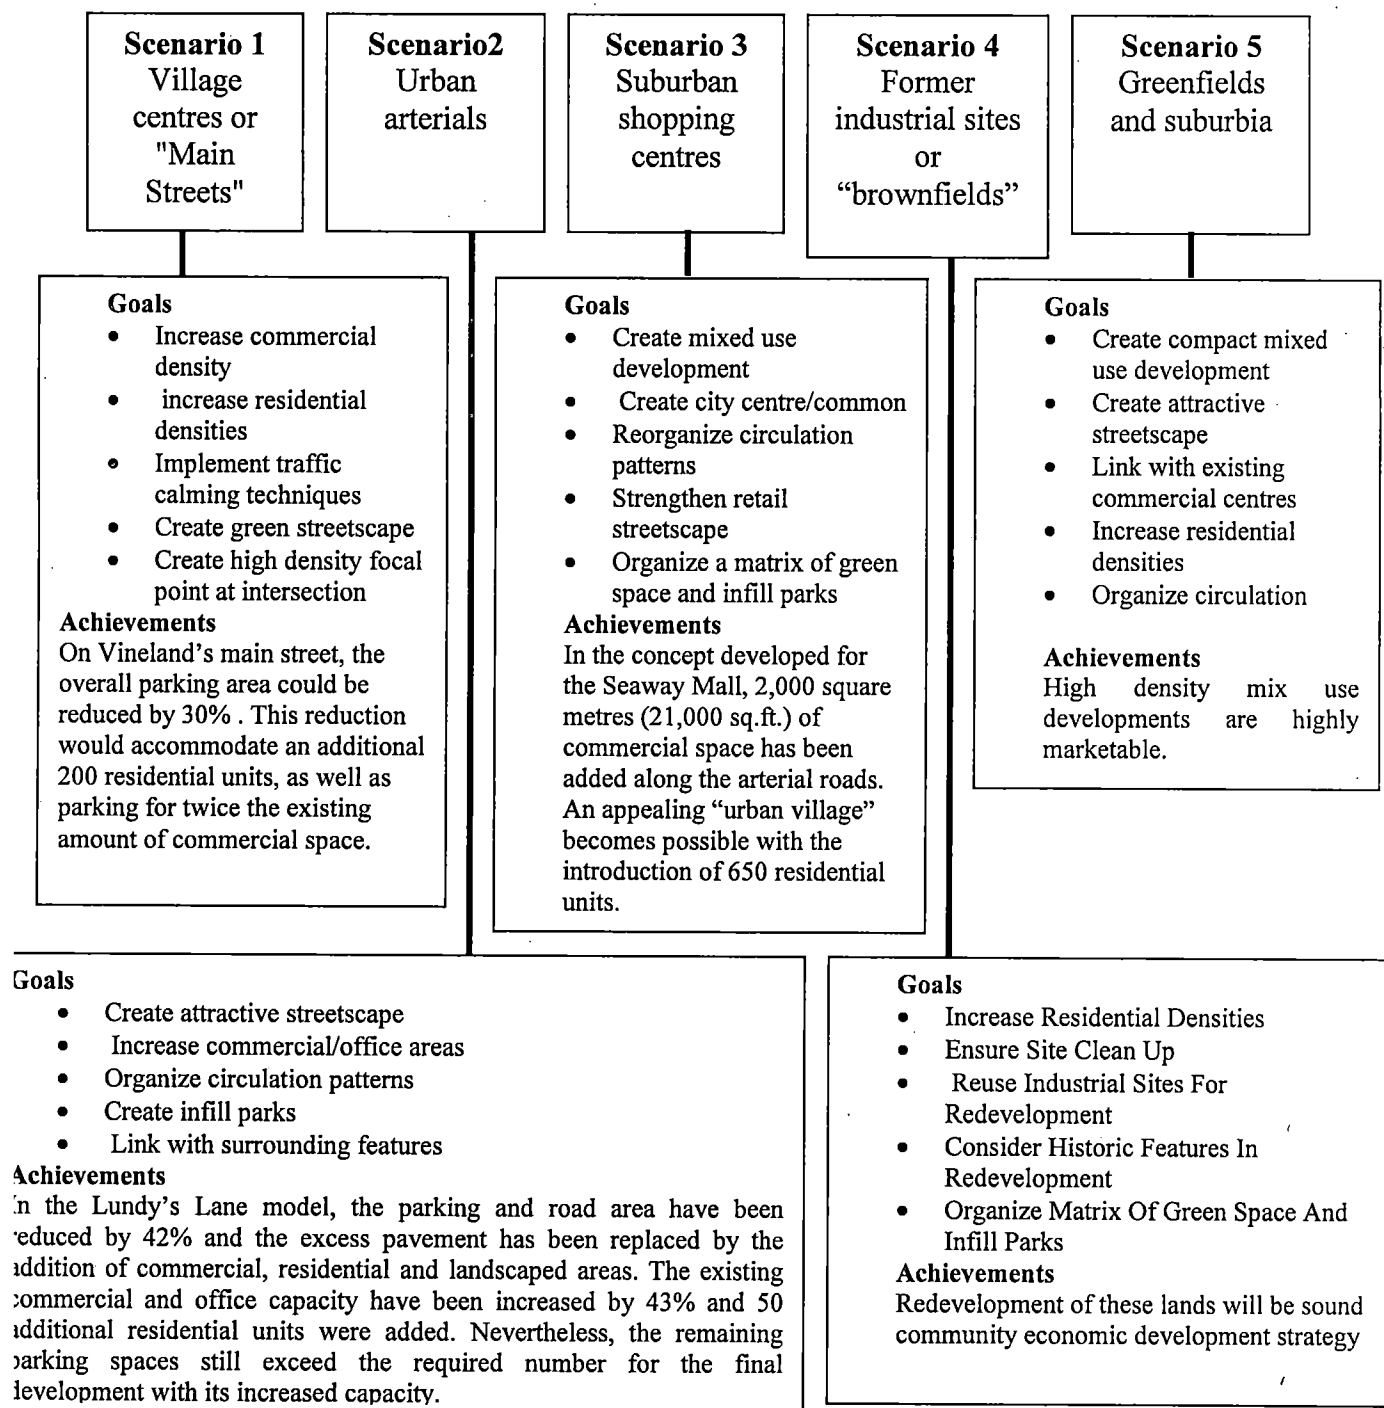 Scenario 1
Village
centres or
"Main
Streets"
Scenario2
Urban
arterials
Scenario 3
Suburban
shopping
centres
Scenario 4
Former
industrial sites
or
“brownfields”
Scenario 5
Greenfields
and suburbia
Goals
• Increase commercial
density
• increase residential
densities
• Implement traffic
calming techniques
• Create green streetscape
• Create high density focal
point at intersection
Achievements
On Vineland's main street, the
overall parking area could be
reduced by 30% . This reduction
would accommodate an additional
200 residential units, as well as
parking for twice the existing
amount of commercial space.
Goals
• Create mixed use
development
• Create city centre/common
• Reorganize circulation
patterns
• Strengthen retail
streetscape
• Organize a matrix of green
space and infill parks
Achievements
In the concept developed for
the Seaway Mall, 2,000 square
metres (21,000 sq.ft.) of
commercial space has been
added along the arterial roads.
An appealing “urban village”
becomes possible with the
introduction of 650 residential
units.
Goals
• Create compact mixed
use development
• Create attractive
streetscape
• Link with existing
commercial centres
• Increase residential
densities
• Organize circulation
Achievements
High density mix use
developments are highly
marketable.
Goals
• Create attractive streetscape
• Increase commercial/office areas
• Organize circulation patterns
• Create infill parks
• Link with surrounding features
Achievements
In the Lundy's Lane model, the parking and road area have been
reduced by 42% and the excess pavement has been replaced by the
addition of commercial, residential and landscaped areas. The existing
commercial and office capacity have been increased by 43% and 50
additional residential units were added. Nevertheless, the remaining
parking spaces still exceed the required number for the final
development with its increased capacity.
Goals
• Increase Residential Densities
• Ensure Site Clean Up
• Reuse Industrial Sites For
Redevelopment
• Consider Historic Features In
Redevelopment
• Organize Matrix Of Green Space And
Infill Parks
Achievements
Redevelopment of these lands will be sound
community economic development strategy